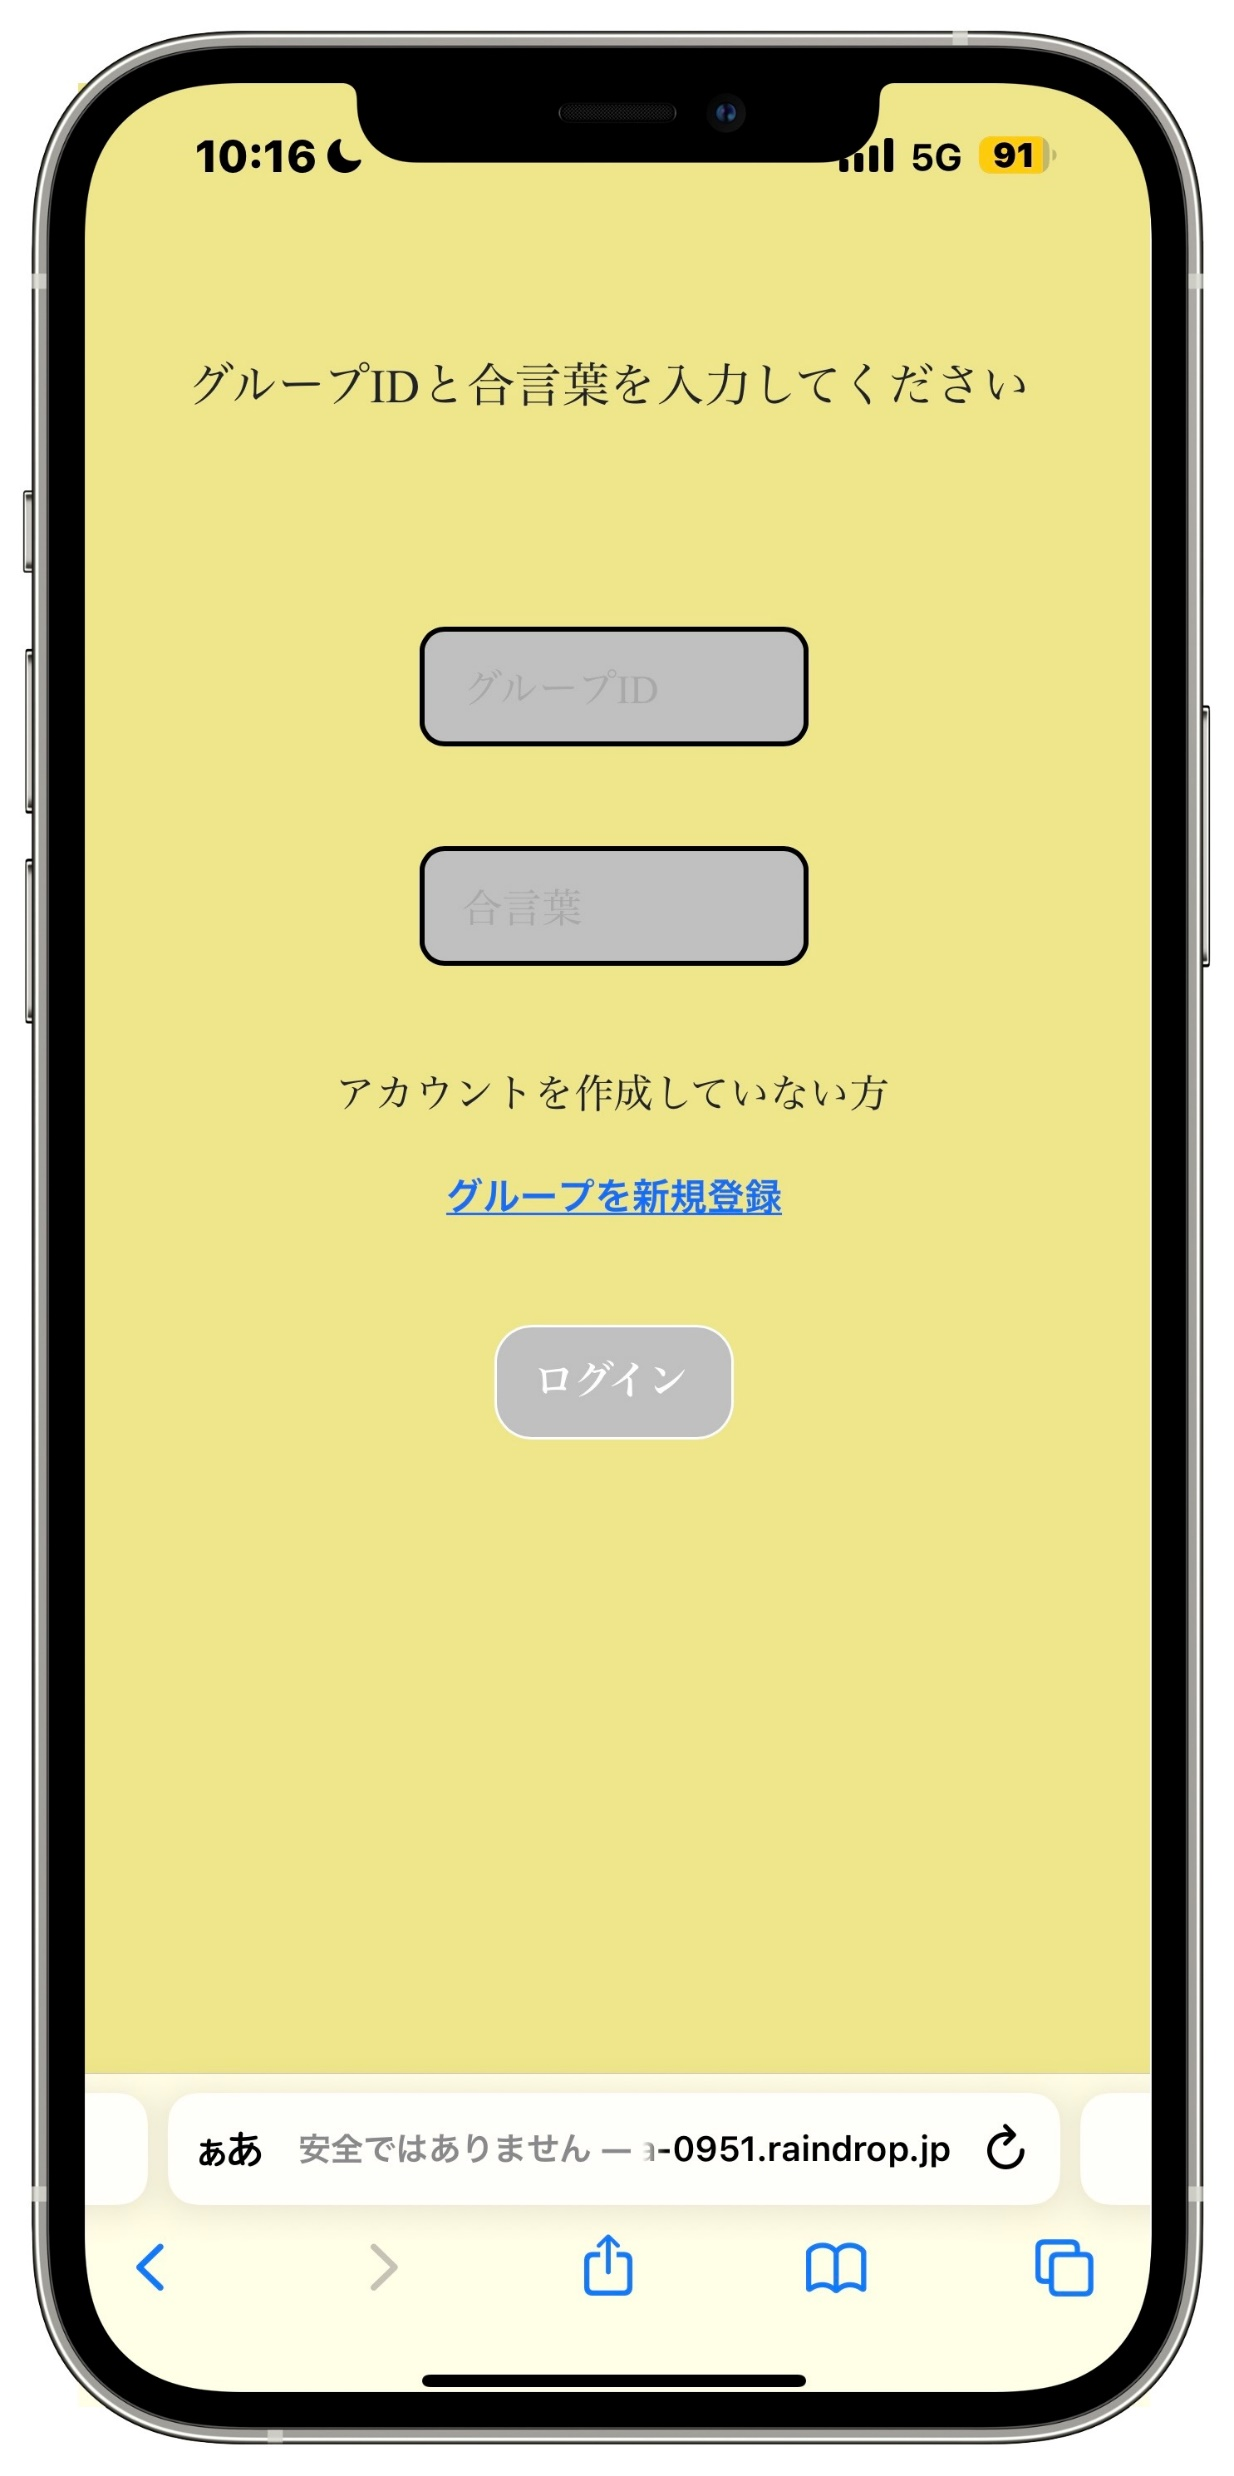 10:16
5G 91
グループIDと合言葉を入力してください
グループID
合言葉
アカウントを作成していない方
グループを新規登録
ログイン
ぁあ 安全ではありません — a-0951.raindrop.jp